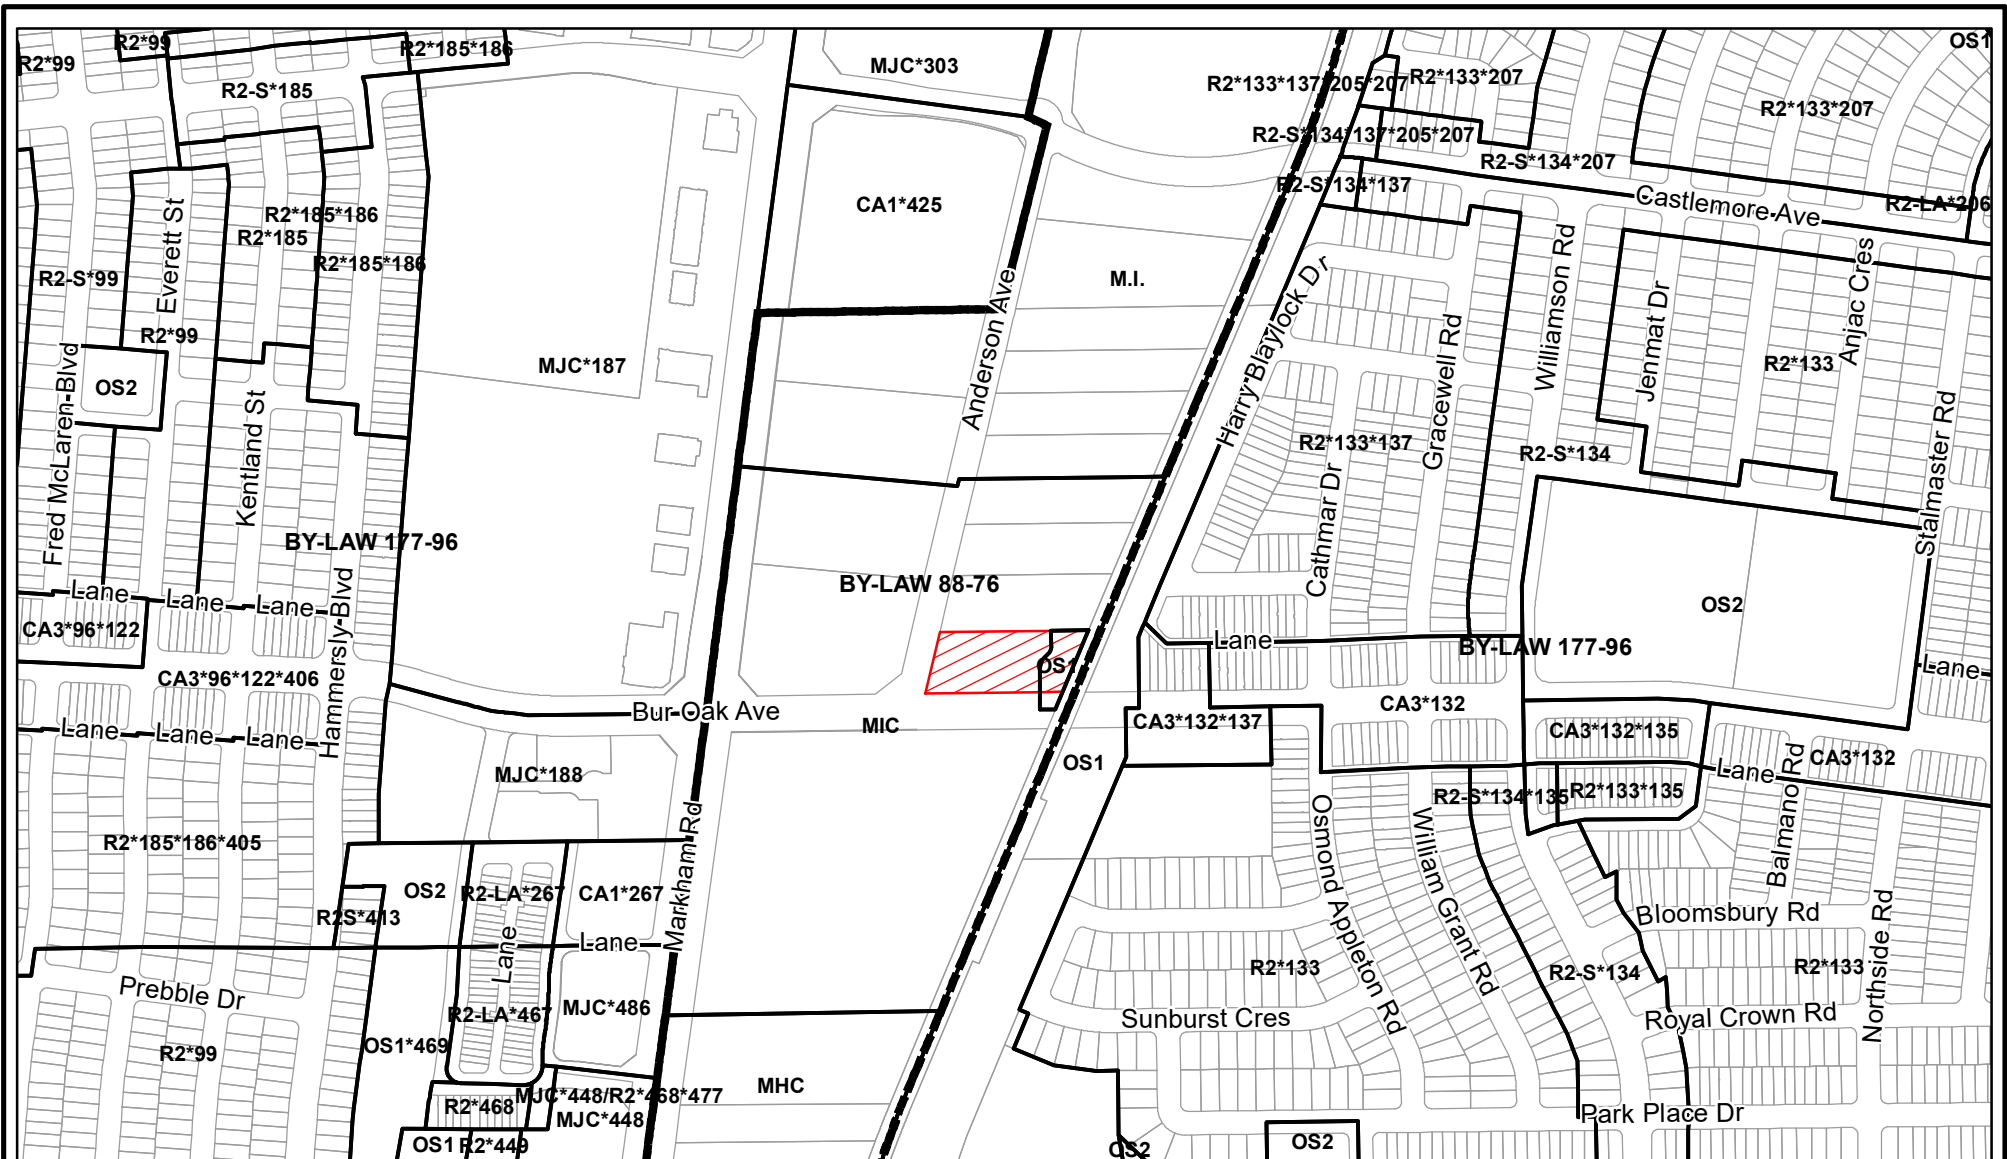 R2*99
R2*99
R2*185*186
MJC*303
R2*133*137*205*207
R2*133*207
OS1
R2-S*185
R2*133*207
R2-S*134*137*205*207
R2-S*134*207
R2-S*134*137
Castlemore Ave
R2-LA*206
CA1*425
Everett St
R2*185*186
R2*185
R2*185*186
R2-S*99
R2*99
M.I.
Anderson Ave
Harry Blaylock Dr
Williamson Rd
Jenmat Dr
Anjac Cres
R2*133
Gracewell Rd
Fred McLaren Blvd
OS2
MJC*187
Kentland St
R2*133*137
R2-S*134
Cathmar Dr
Stalmaster Rd
BY-LAW 177-96
BY-LAW 88-76
OS2
Lane
Lane
Lane
CA3*96*122
Hammersly Blvd
Lane
BY-LAW 177-96
OS1
Lane
CA3*96*122*406
Bur Oak Ave
MIC
CA3*132
CA3*132*137
CA3*132*135
Lane
Lane
Lane
OS1
Lane
CA3*132
MJC*188
R2-S*134*135
R2*133*135
Balmanor Rd
R2*185*186*405
Markham Rd
Osmond Appleton Rd
William Grant Rd
OS2
R2-LA*267
CA1*267
R2S*413
Lane
Lane
Bloomsbury Rd
Northside Rd
R2*133
R2-S*134
R2*133
Prebble Dr
R2-LA*467
MJC*486
Sunburst Cres
Royal Crown Rd
R2*99
OS1*469
MHC
MJC*448/R2*468*477
R2*468
MJC*448
Park Place Dr
OS1
R2*449
OS2
OS2